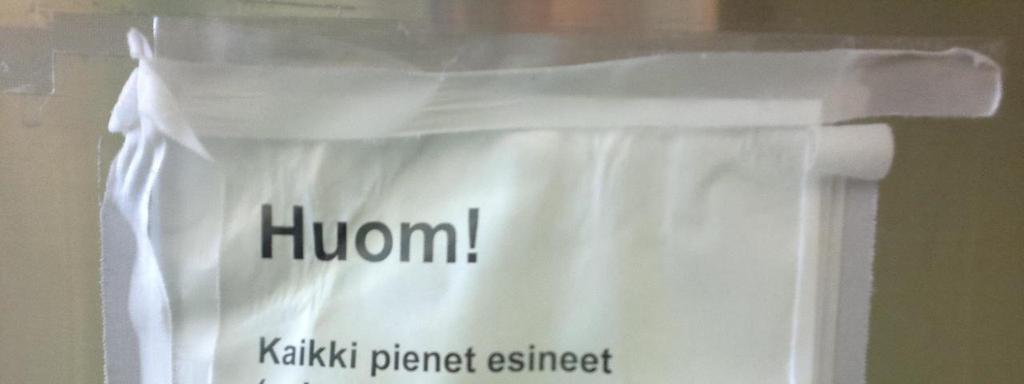 Huom!
Kaikki pienet esineet